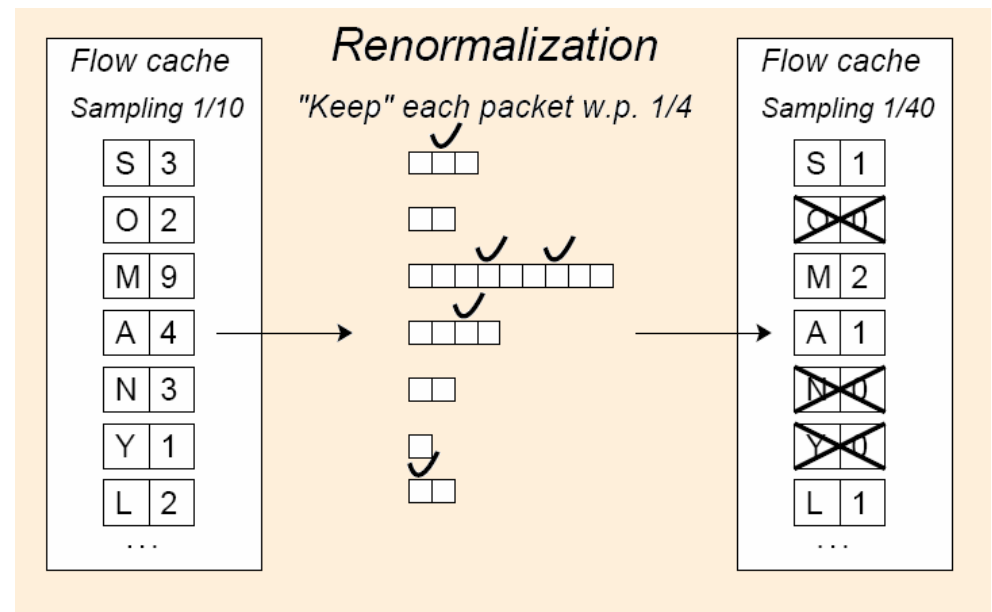 Renormalization
"Keep" each packet w.p. 1/4
Flow cache
Sampling 1/10
S 3
O 2
M 9
A 4
N 3
Y 1
L 2
...
Flow cache
Sampling 1/40
S 1
O 0
M 2
A 1
N 0
Y 0
L 1
...